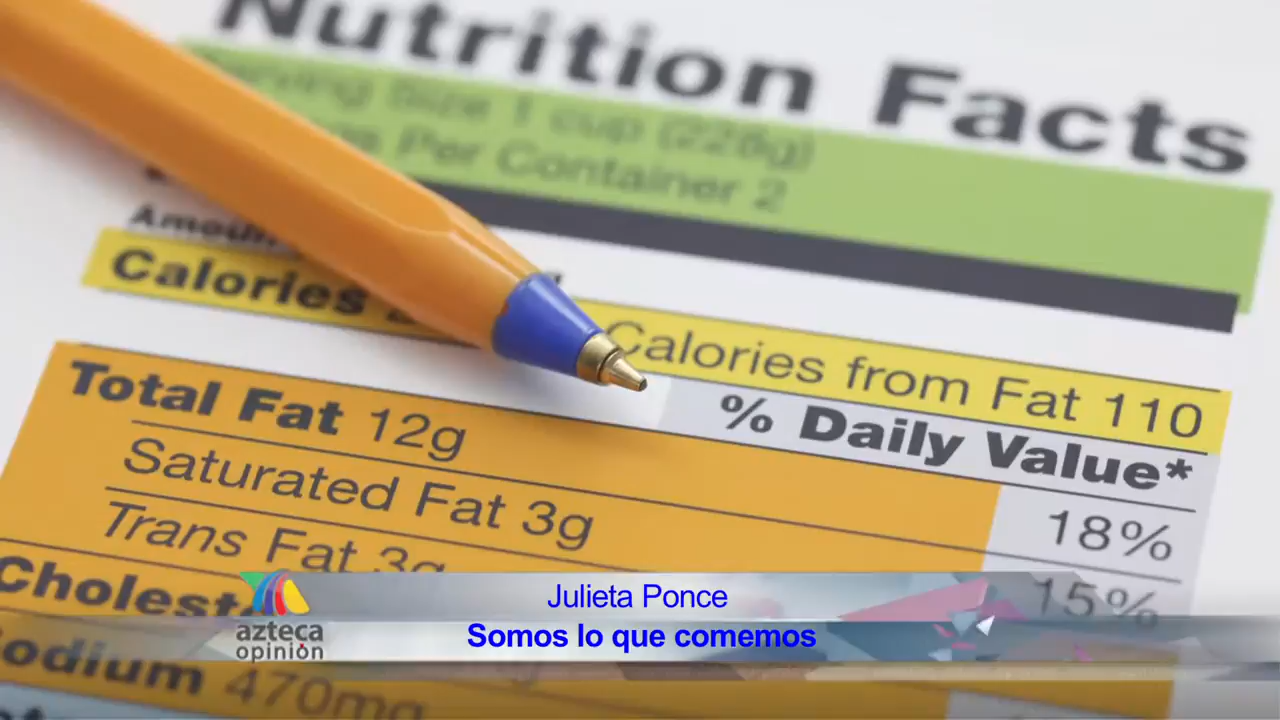 Nutrition Facts
Serving Size 1 cup (228g)
Per Container 2
Calories
Calories from Fat 110
% Daily Value*
Total Fat 12g
18%
Saturated Fat 3g
15%
Trans Fat 3g
Sodium 470mg
azteca
opinión
Julieta Ponce
Somos lo que comemos